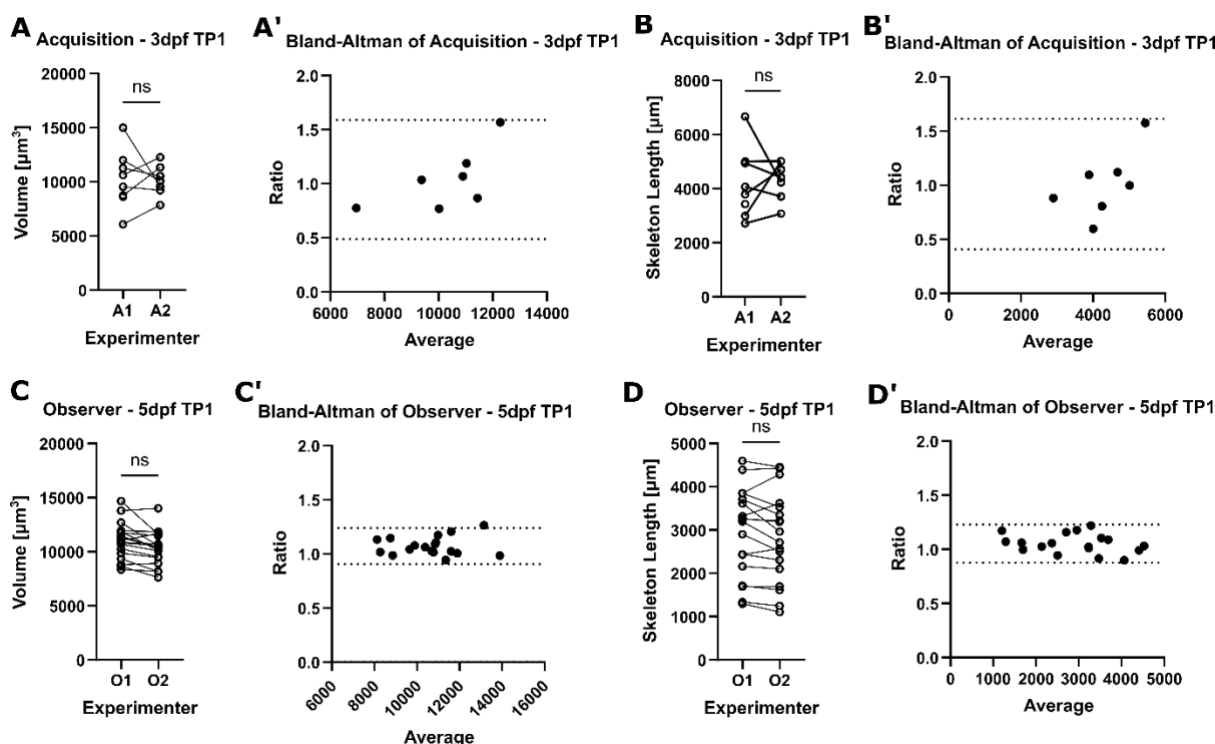 A Acquisition - 3dpf TP1
ns
Volume [µm³]
20000
15000
10000
5000
0
A1 A2
Experimenter
A' Bland-Altman of Acquisition - 3dpf TP1
Ratio
2.0
1.5
1.0
0.5
0.0
6000 8000 10000 12000 14000
Average
B Acquisition - 3dpf TP1
ns
Skeleton Length [µm]
8000
6000
4000
2000
0
A1 A2
Experimenter
B' Bland-Altman of Acquisition - 3dpf TP1
Ratio
2.0
1.5
1.0
0.5
0.0
0 2000 4000 6000
Average
C Observer - 5dpf TP1
ns
Volume [µm³]
20000
15000
10000
5000
0
O1 O2
Experimenter
C' Bland-Altman of Observer - 5dpf TP1
Ratio
2.0
1.5
1.0
0.5
0.0
6000 8000 10000 12000 14000 16000
Average
D Observer - 5dpf TP1
ns
Skeleton Length [µm]
5000
4000
3000
2000
1000
0
O1 O2
Experimenter
D' Bland-Altman of Observer - 5dpf TP1
Ratio
2.0
1.5
1.0
0.5
0.0
0 1000 2000 3000 4000 5000
Average